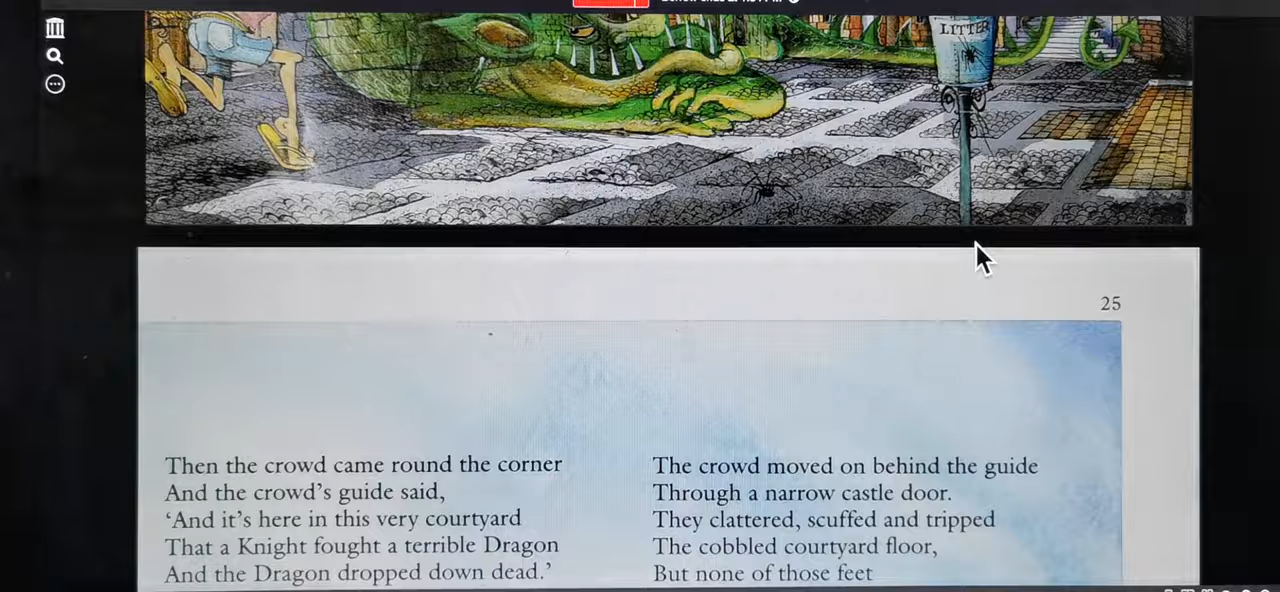 LITTER
25
Then the crowd came round the corner
And the crowd's guide said,
‘And it's here in this very courtyard
That a Knight fought a terrible Dragon
And the Dragon dropped down dead.’
The crowd moved on behind the guide
Through a narrow castle door.
They clattered, scuffed and tripped
The cobbled courtyard floor,
But none of those feet